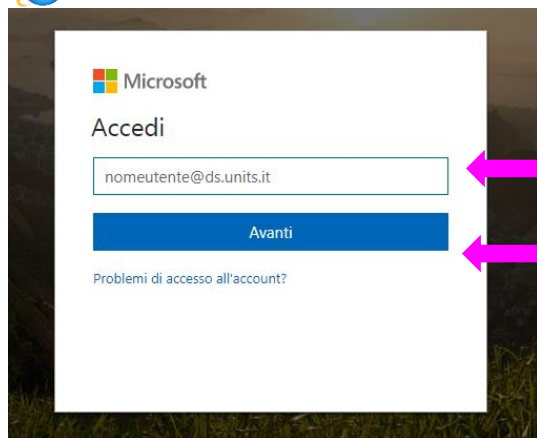 Microsoft
Accedi
nomeutente@ds.units.it
Avanti
Problemi di accesso all'account?